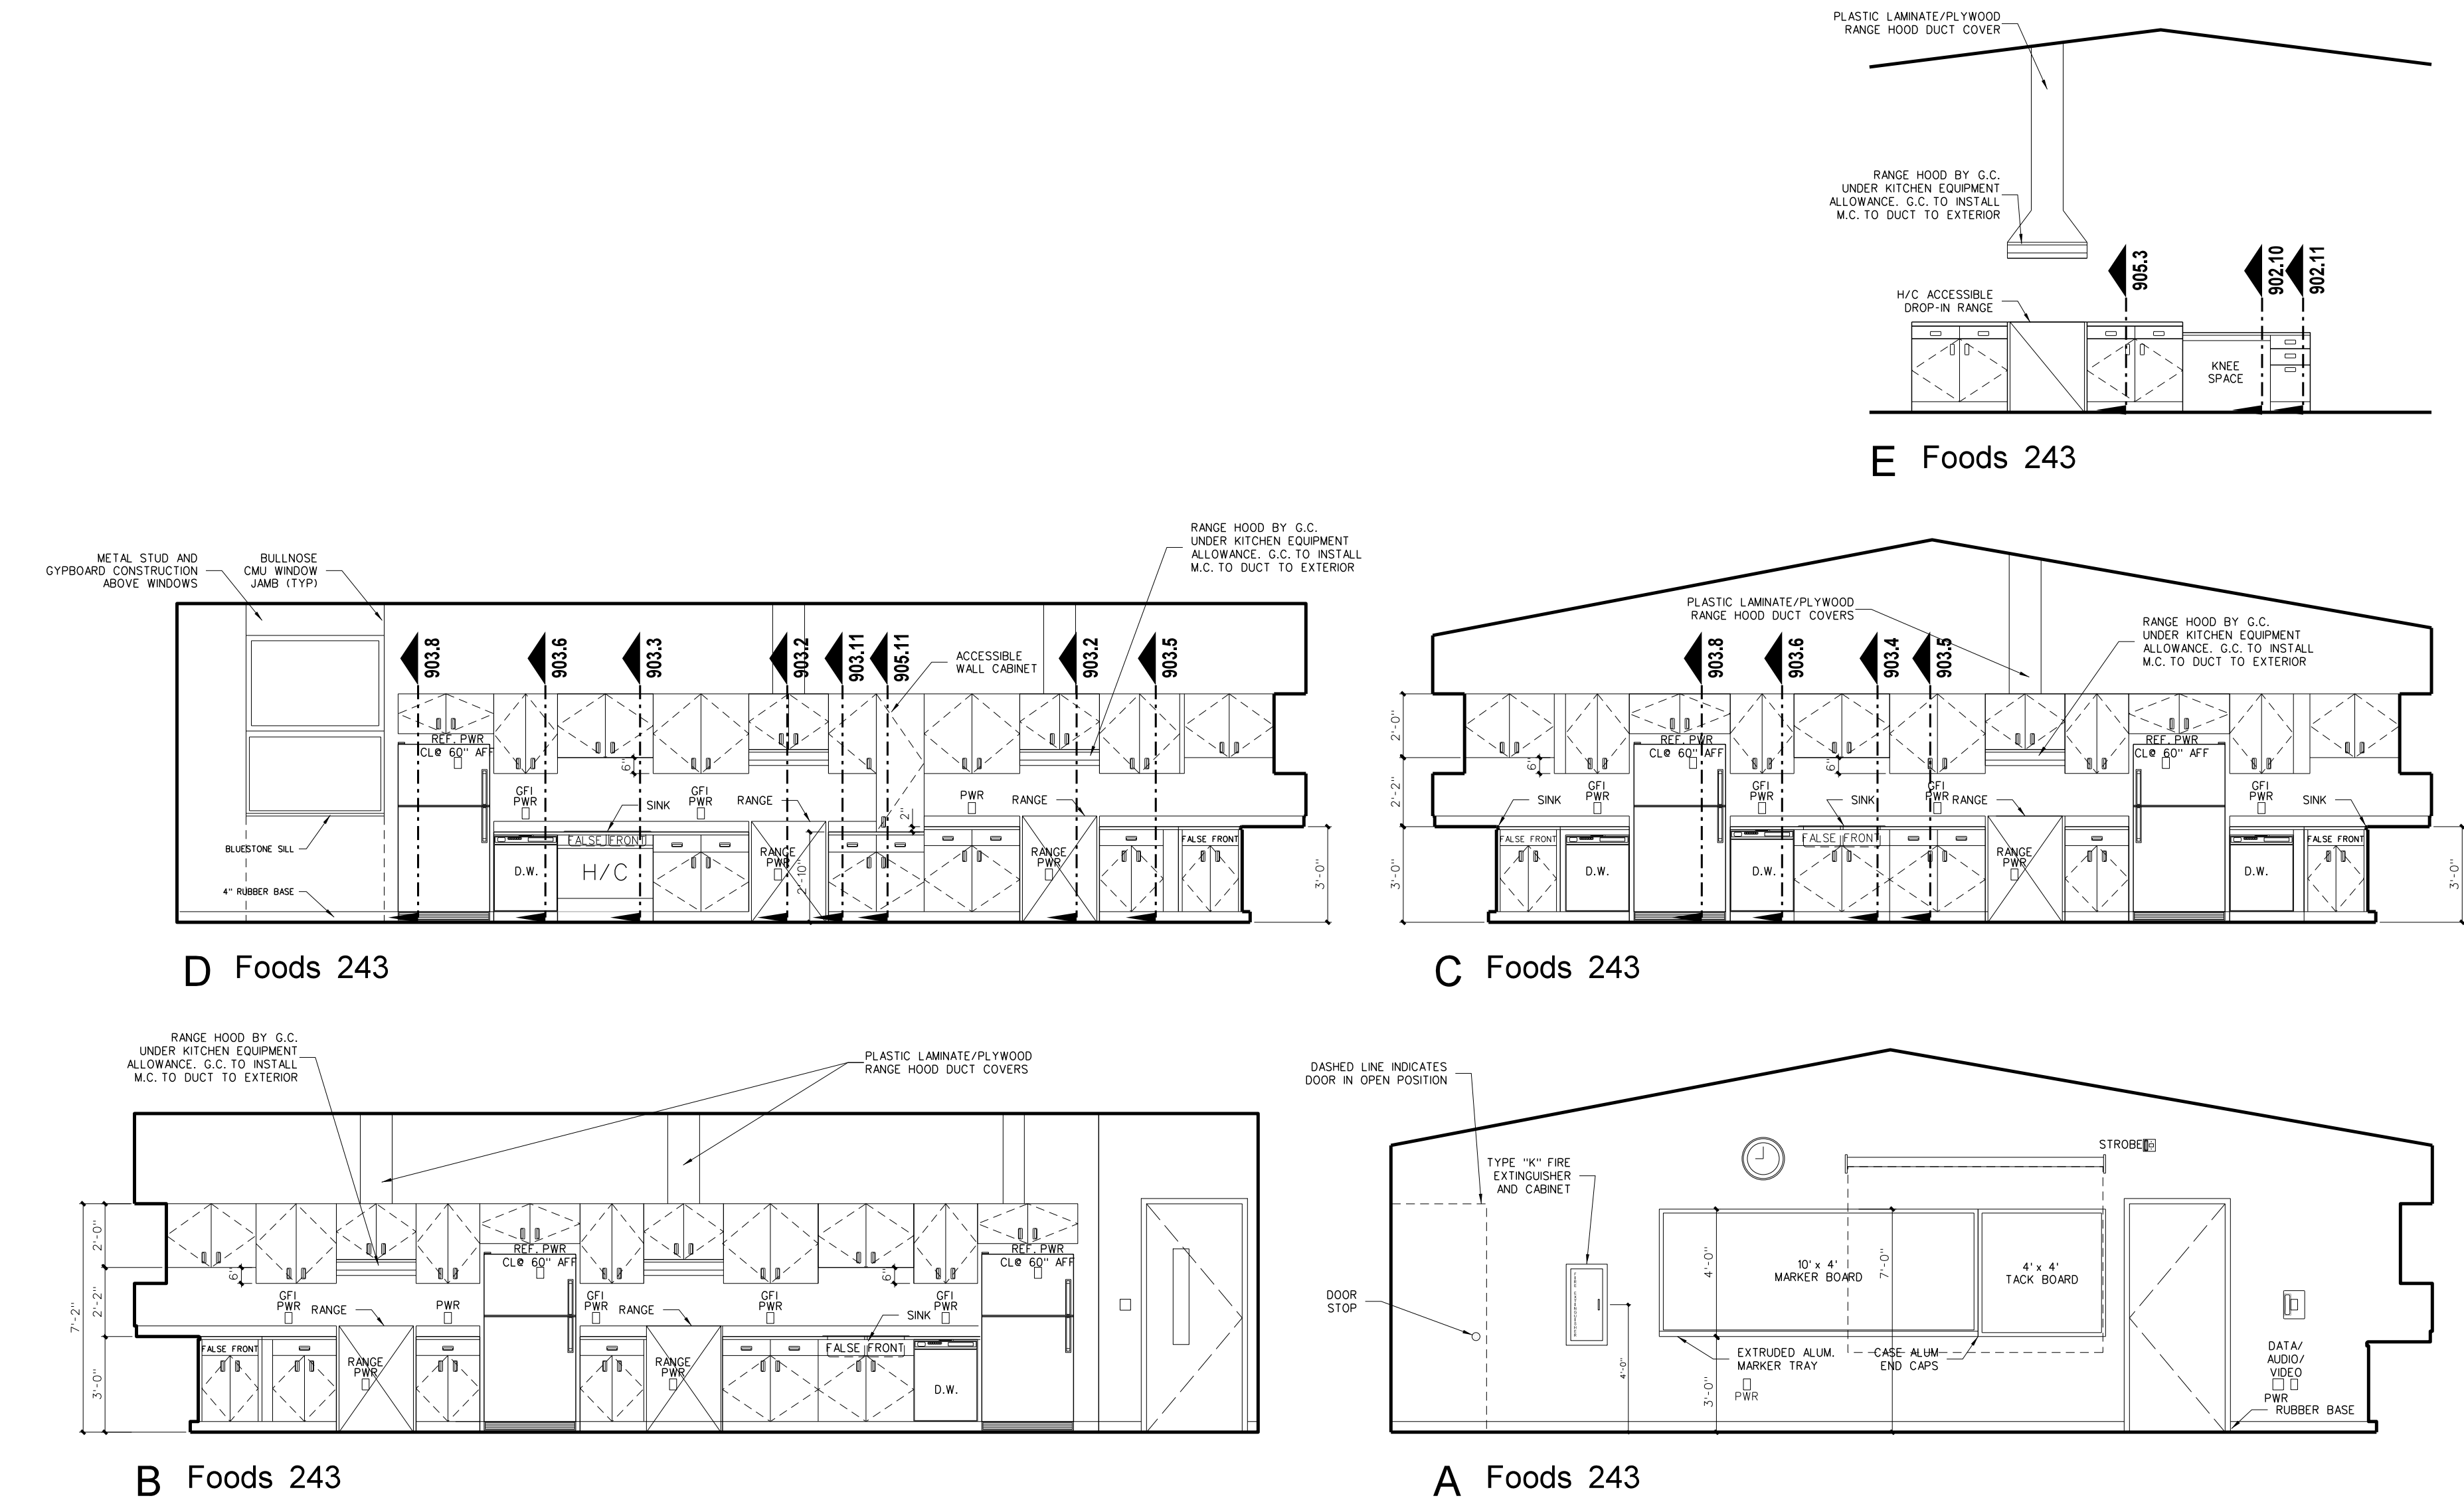 PLASTIC LAMINATE/PLYWOOD
RANGE HOOD DUCT COVER
RANGE HOOD BY G.C.
UNDER KITCHEN EQUIPMENT
ALLOWANCE. G.C. TO INSTALL
M.C. TO DUCT TO EXTERIOR
905.3
902.10
902.11
H/C ACCESSIBLE
DROP-IN RANGE
KNEE
SPACE
E Foods 243
METAL STUD AND
GYPBOARD CONSTRUCTION
ABOVE WINDOWS
BULLNOSE
CMU WINDOW
JAMB (TYP)
RANGE HOOD BY G.C.
UNDER KITCHEN EQUIPMENT
ALLOWANCE. G.C. TO INSTALL
M.C. TO DUCT TO EXTERIOR
903.8
903.6
903.3
903.2
903.11
905.11
903.2
903.5
ACCESSIBLE
WALL CABINET
REF. PWR
CL@ 60" AFF
6"
GFI
PWR
SINK
GFI
PWR
RANGE
2"
PWR
RANGE
BLUESTONE SILL
FALSE FRONT
D.W.
H/C
RANGE
PWR
2'-10"
RANGE
PWR
FALSE FRONT
4" RUBBER BASE
3'-0"
D Foods 243
PLASTIC LAMINATE/PLYWOOD
RANGE HOOD DUCT COVERS
RANGE HOOD BY G.C.
UNDER KITCHEN EQUIPMENT
ALLOWANCE. G.C. TO INSTALL
M.C. TO DUCT TO EXTERIOR
903.8
903.6
903.4
903.5
2'-0"
2'-2"
3'-0"
6"
REF. PWR
CL@ 60" AFF
6"
REF. PWR
CL@ 60" AFF
SINK
GFI
PWR
GFI
PWR
SINK
GFI
PWR
RANGE
GFI
PWR
SINK
FALSE FRONT
D.W.
D.W.
FALSE FRONT
RANGE
PWR
D.W.
FALSE FRONT
3'-0"
C Foods 243
RANGE HOOD BY G.C.
UNDER KITCHEN EQUIPMENT
ALLOWANCE. G.C. TO INSTALL
M.C. TO DUCT TO EXTERIOR
PLASTIC LAMINATE/PLYWOOD
RANGE HOOD DUCT COVERS
7'-2"
2'-0"
2'-2"
3'-0"
6"
REF. PWR
CL@ 60" AFF
6"
REF. PWR
CL@ 60" AFF
GFI
PWR
RANGE
PWR
GFI
PWR
RANGE
GFI
PWR
SINK
GFI
PWR
FALSE FRONT
RANGE
PWR
RANGE
PWR
FALSE FRONT
D.W.
B Foods 243
DASHED LINE INDICATES
DOOR IN OPEN POSITION
TYPE "K" FIRE
EXTINGUISHER
AND CABINET
STROBE
FIRE EXTINGUISHER
4'-0"
7'-0"
10' x 4'
MARKER BOARD
4' x 4'
TACK BOARD
DOOR
STOP
EXTRUDED ALUM.
MARKER TRAY
CASE ALUM
END CAPS
4'-0"
3'-0"
PWR
DATA/
AUDIO/
VIDEO
PWR
RUBBER BASE
A Foods 243